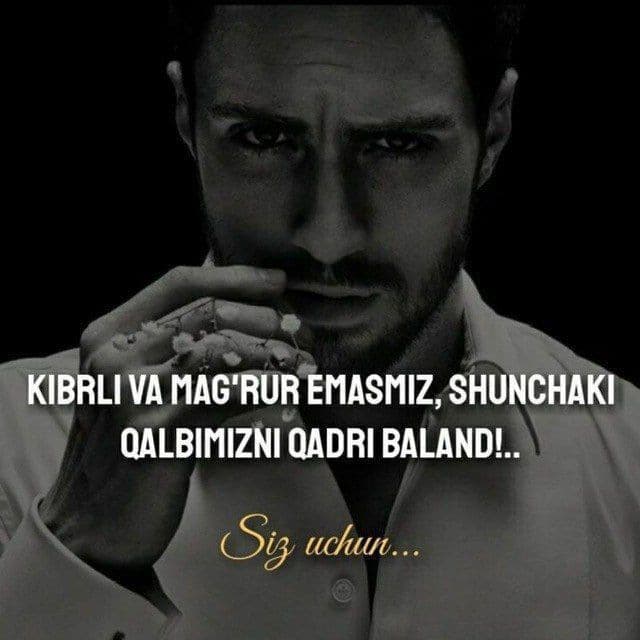 KIBRLI VA MAG'RUR EMASMIZ, SHUNCHAKI
QALBIMIZNI QADRI BALAND!..
Siz uchun...